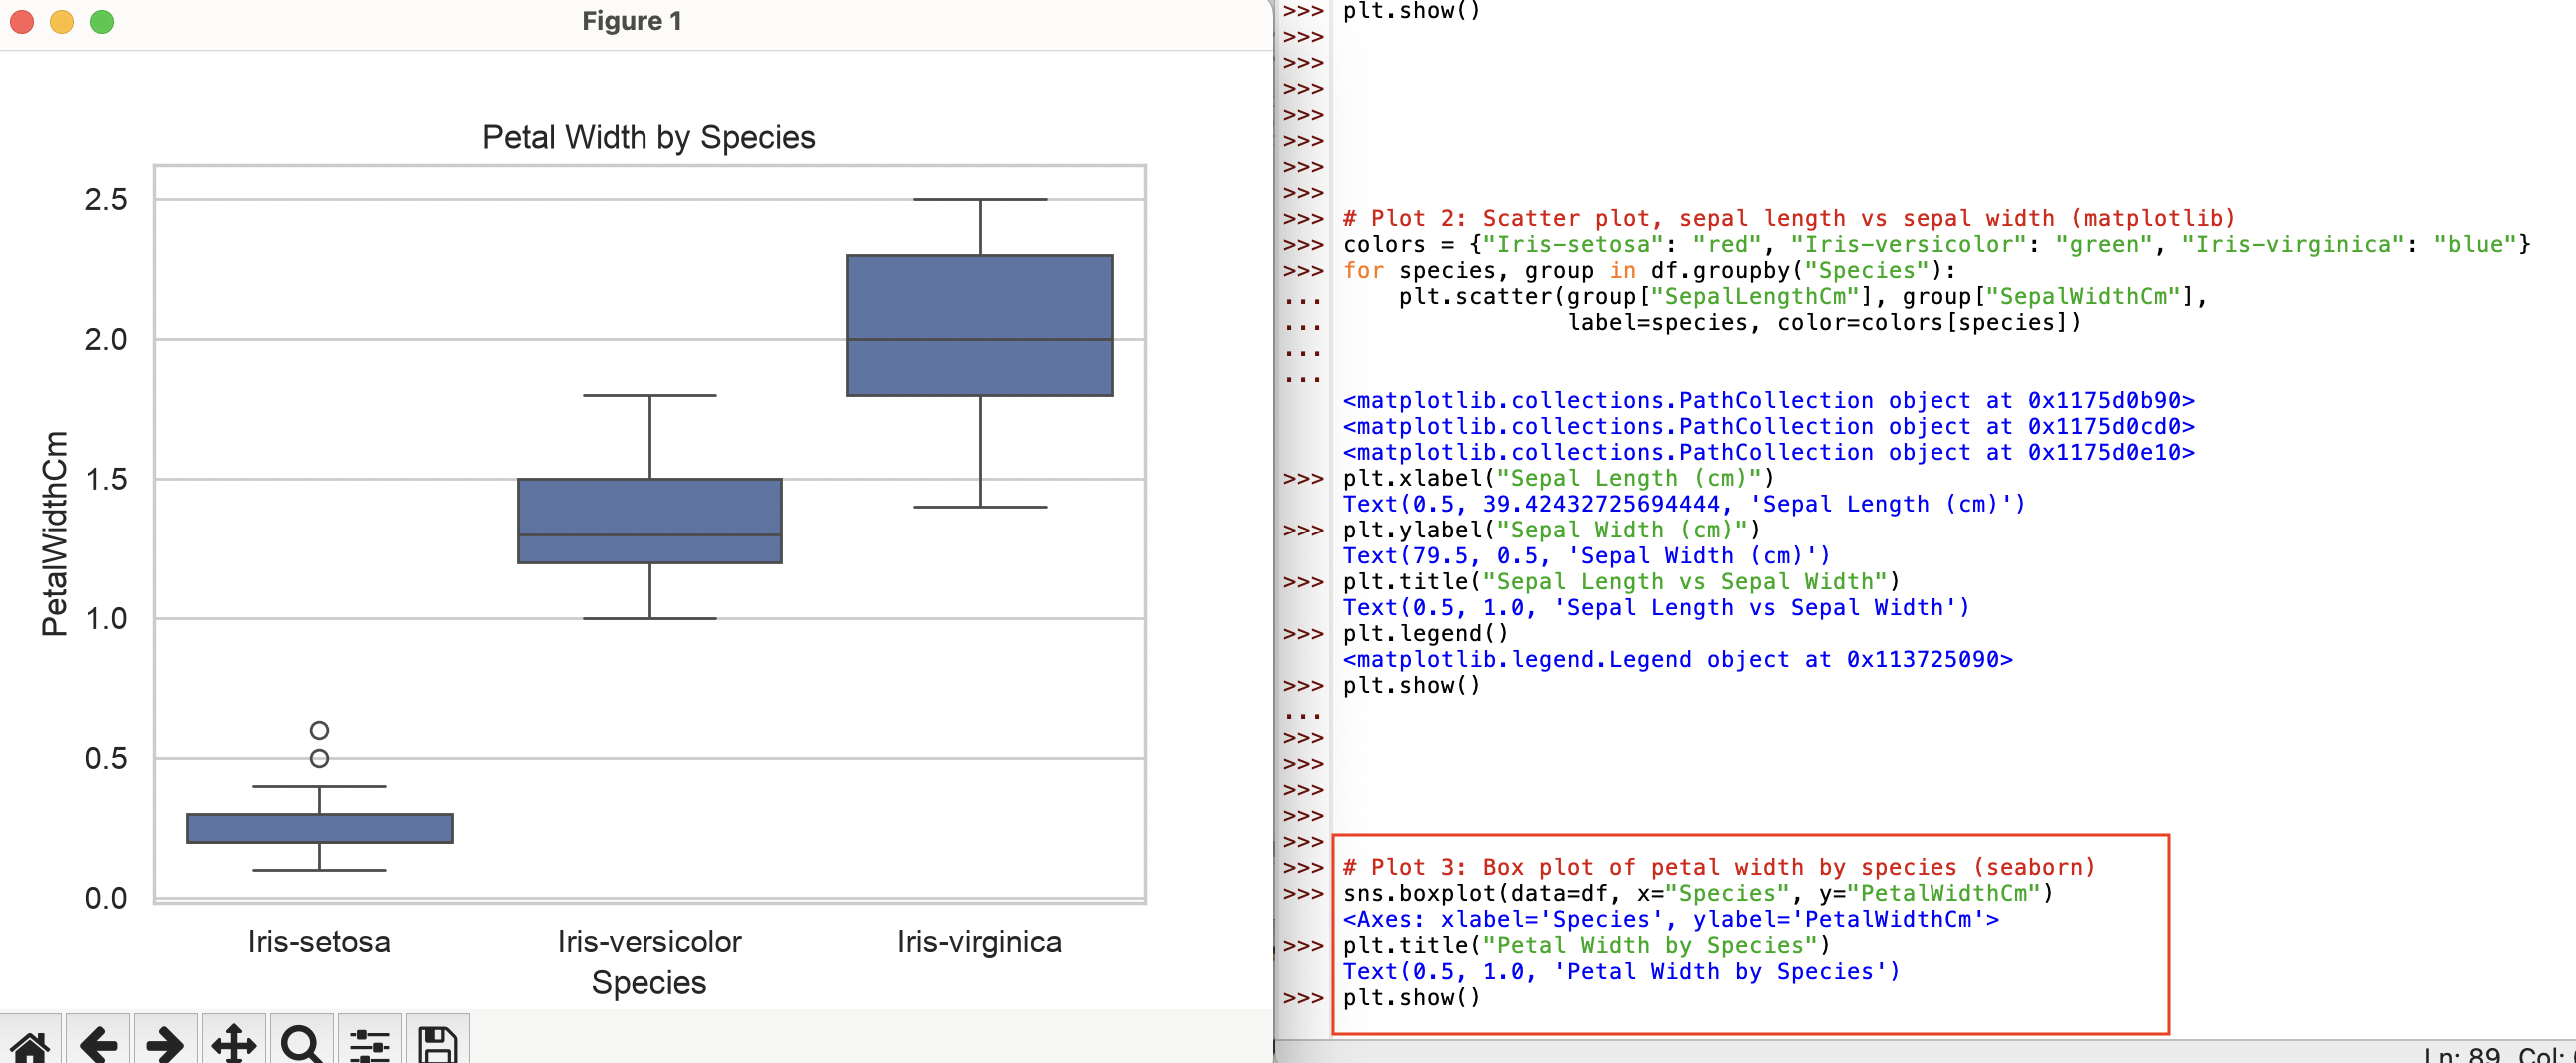 Figure 1
Petal Width by Species
2.5
2.0
1.5
1.0
0.5
0.0
PetalWidthCm
Iris-setosa
Iris-versicolor
Iris-virginica
Species
>>> plt.show()
>>>
>>>
>>>
>>>
>>>
>>>
>>>
>>> # Plot 2: Scatter plot, sepal length vs sepal width (matplotlib)
>>> colors = {"Iris-setosa": "red", "Iris-versicolor": "green", "Iris-virginica": "blue"}
>>> for species, group in df.groupby("Species"):
...     plt.scatter(group["SepalLengthCm"], group["SepalWidthCm"],
...                 label=species, color=colors[species])
...
...
<matplotlib.collections.PathCollection object at 0x1175d0b90>
<matplotlib.collections.PathCollection object at 0x1175d0cd0>
<matplotlib.collections.PathCollection object at 0x1175d0e10>
>>> plt.xlabel("Sepal Length (cm)")
Text(0.5, 39.42432725694444, 'Sepal Length (cm)')
>>> plt.ylabel("Sepal Width (cm)")
Text(79.5, 0.5, 'Sepal Width (cm)')
>>> plt.title("Sepal Length vs Sepal Width")
Text(0.5, 1.0, 'Sepal Length vs Sepal Width')
>>> plt.legend()
<matplotlib.legend.Legend object at 0x113725090>
>>> plt.show()
...
>>>
>>>
>>>
>>>
>>>
>>> # Plot 3: Box plot of petal width by species (seaborn)
>>> sns.boxplot(data=df, x="Species", y="PetalWidthCm")
<Axes: xlabel='Species', ylabel='PetalWidthCm'>
>>> plt.title("Petal Width by Species")
Text(0.5, 1.0, 'Petal Width by Species')
>>> plt.show()
Ln: 89 Col: